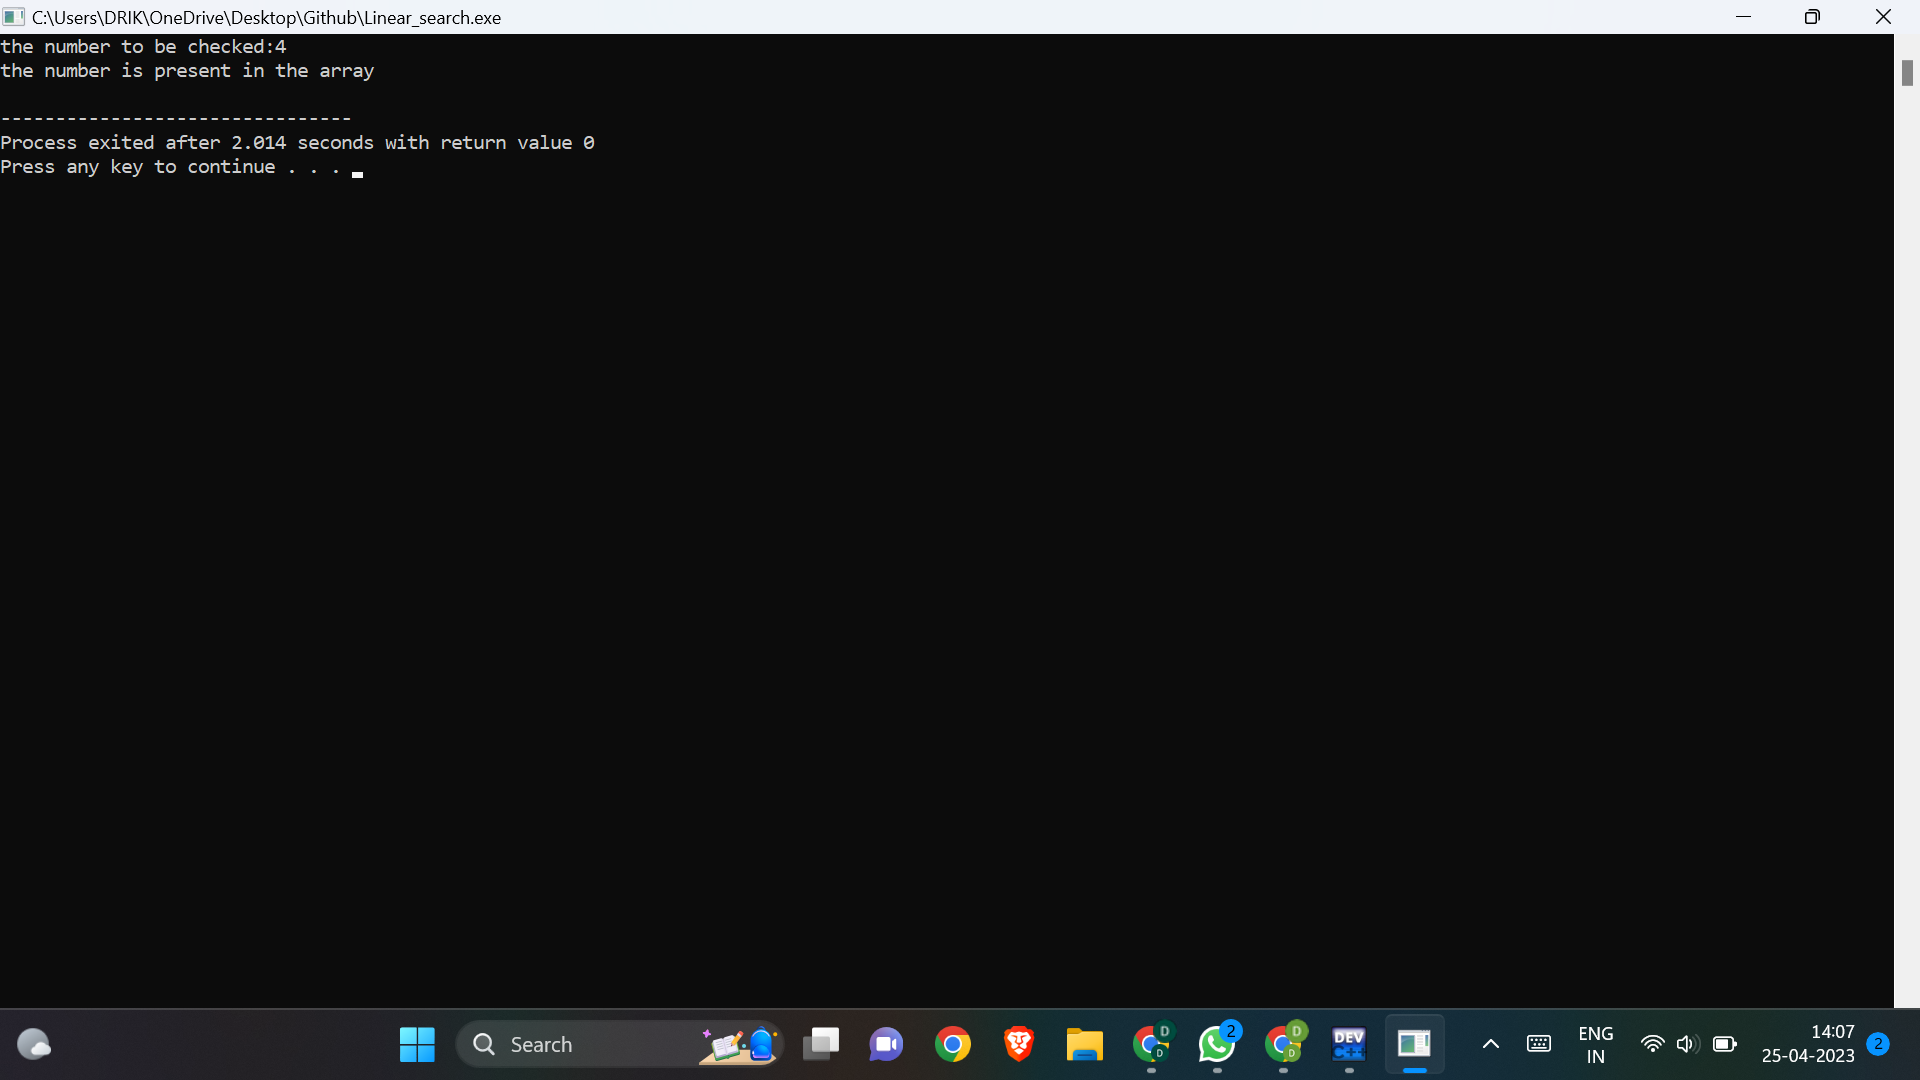 C:\Users\DRIK\OneDrive\Desktop\Github\Linear_search.exe
the number to be checked:4
the number is present in the array
--------------------------------
Process exited after 2.014 seconds with return value 0
Press any key to continue . . .
Search
D
D
2
D
D
DEV
C++
ENG
IN
14:07
25-04-2023
2